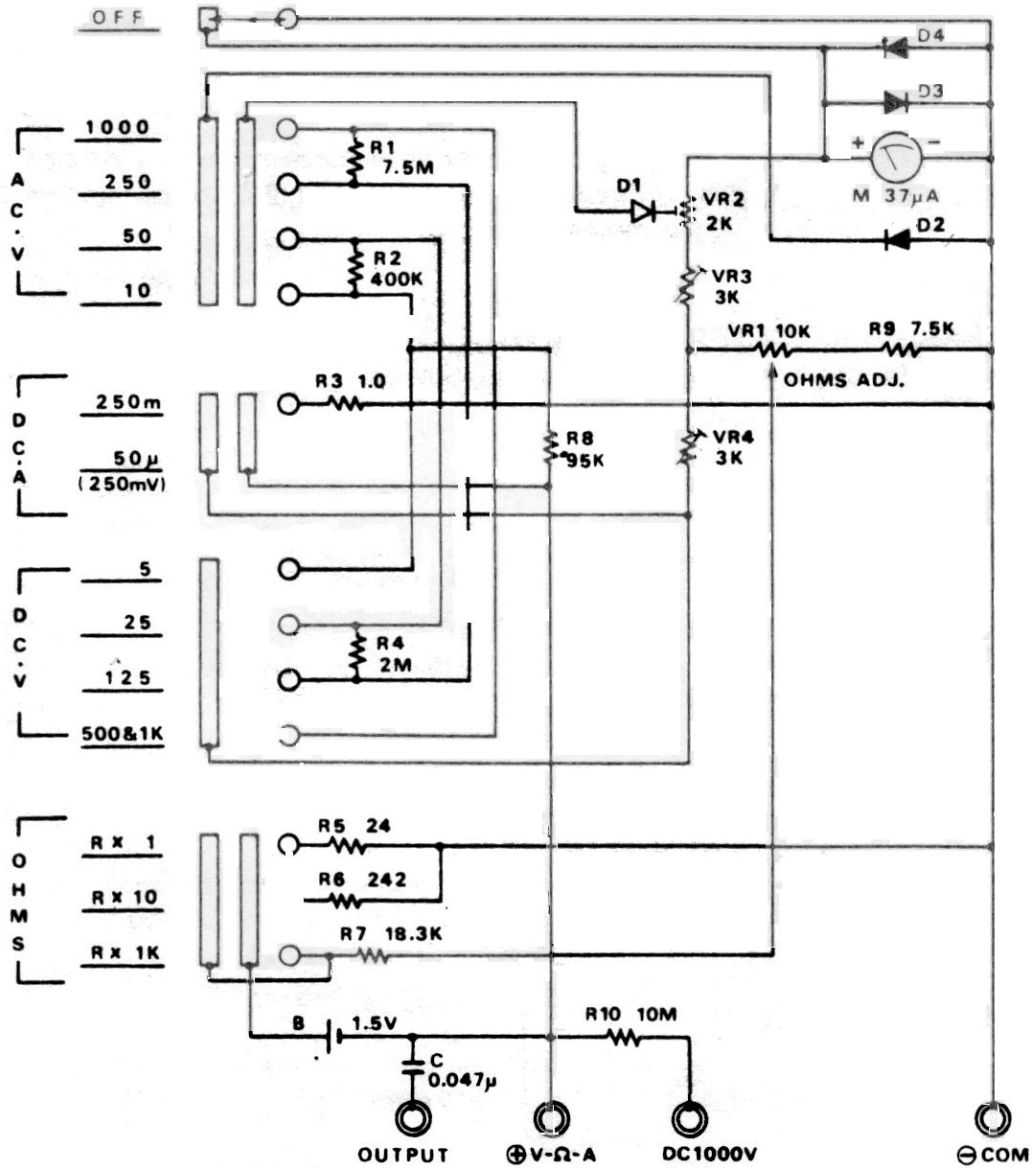 OFF
D4
D3
1000
R1
7.5M
+
-
M 37µA
250
D1
VR2
2K
D2
A C · V
50
R2
400K
10
VR3
3K
VR1 10K
R9 7.5K
OHMS ADJ.
R3 1.0
250m
D C · A
50µ
(250mV)
R8
95K
VR4
3K
5
D C · V
25
R4
2M
125
500&1K
R5 24
R X 1
R6 242
O H M S
R X 10
R7 18.3K
R X 1K
B
1.5V
R10 10M
C
0.047µ
OUTPUT
⊕V-Ω-A
DC1000V
⊖COM